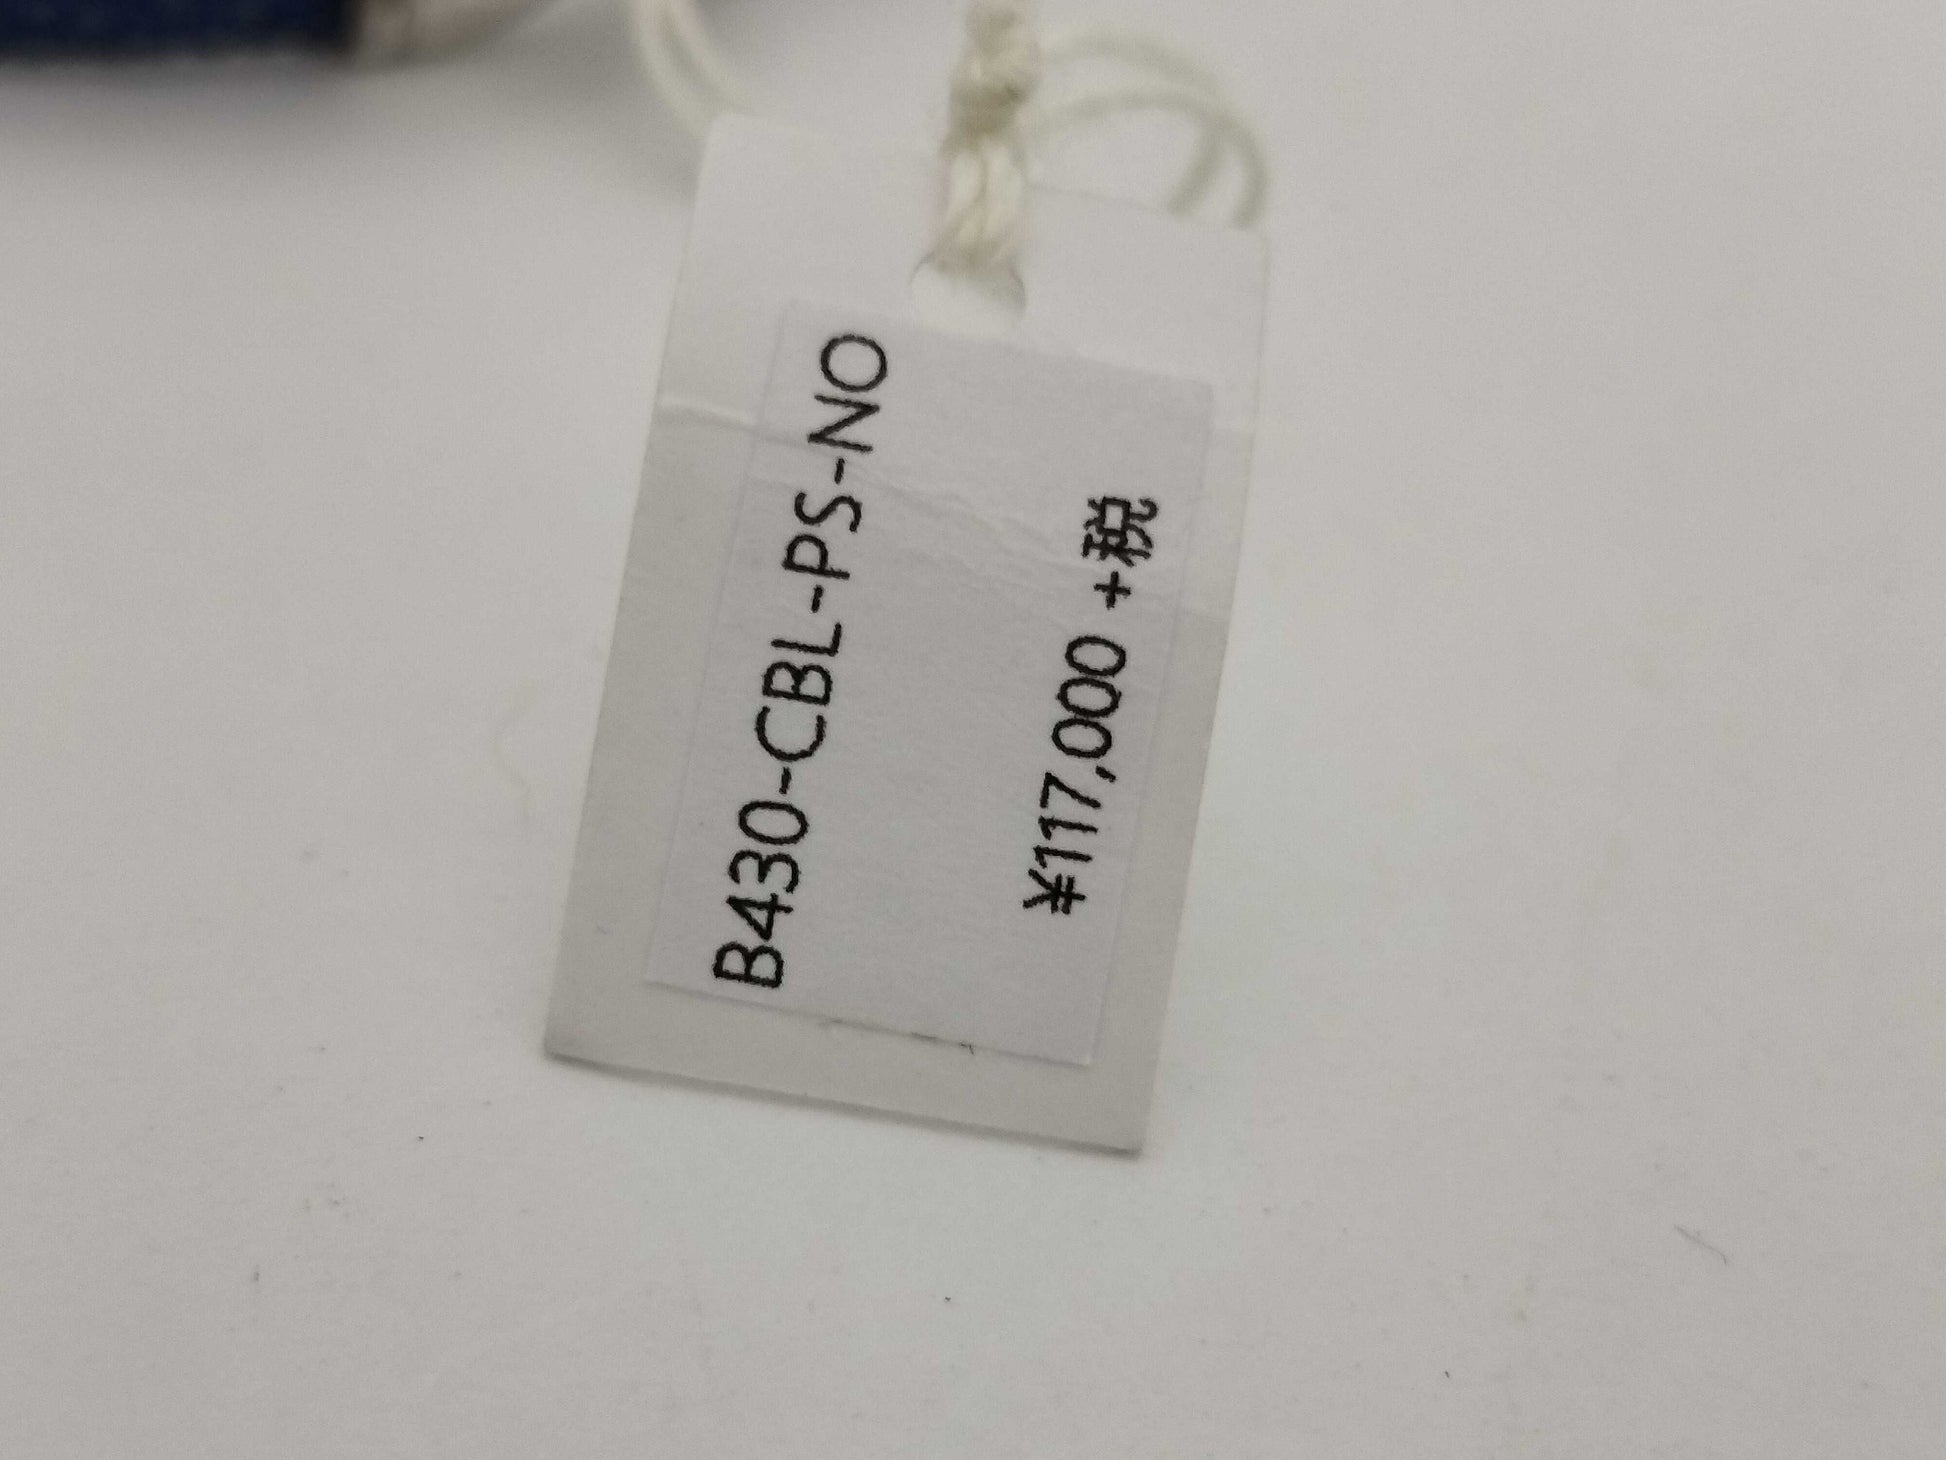 B430-CBL-PS-NO
¥117,000 +税